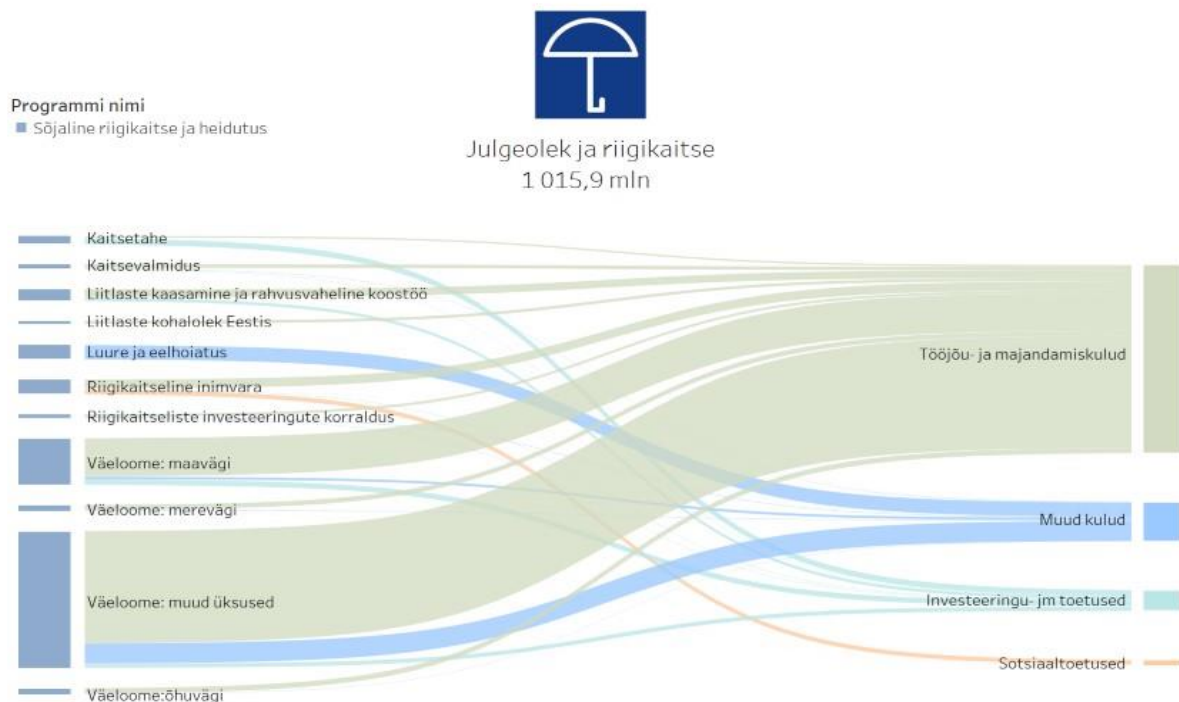 Programmi nimi
Sõjaline riigikaitse ja heidutus
Julgeolek ja riigikaitse
1 015,9 mln
Kaitsetahe
Kaitsevalmidus
Liitlaste kaasamine ja rahvusvaheline koostöö
Liitlaste kohalolek Eestis
Luure ja eelhoiatus
Riigikaitseline inimvara
Riigikaitseliste investeeringute korraldus
Väeloome: maavägi
Väeloome: merevägi
Väeloome: muud üksused
Väeloome:õhuvägi
Tööjõu- ja majandamiskulud
Muud kulud
Investeeringu- jm toetused
Sotsiaaltoetused